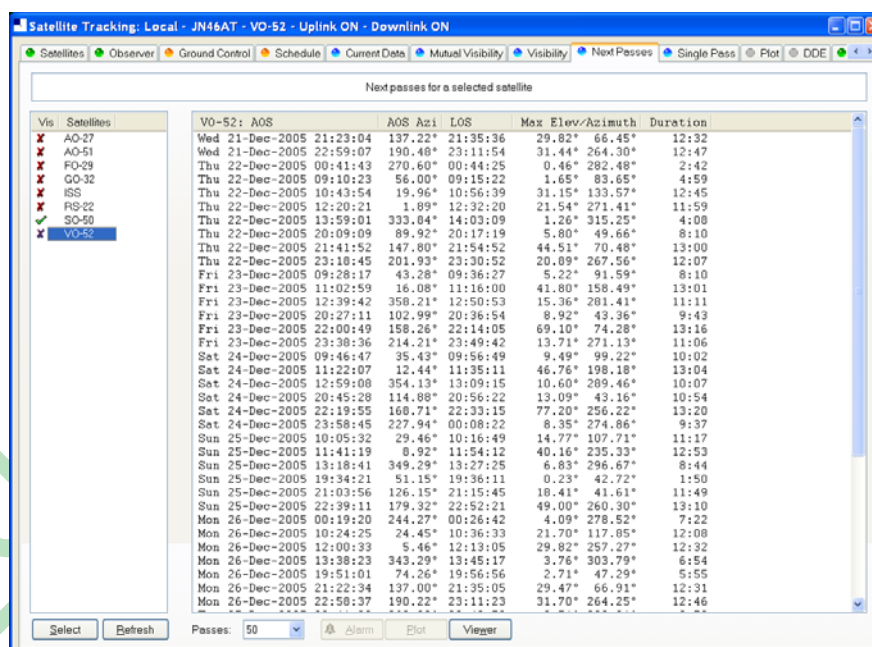 Satellite Tracking: Local - JN46AT - VO-52 - Uplink ON - Downlink ON
Satellites Observer Ground Control Schedule Current Data Mutual Visibility Visibility Next Passes Single Pass Plot DDE
Next passes for a selected satellite
Vis Satellites
AO-27
AO-51
FO-29
GO-32
ISS
RS-22
SO-50
VO-52
VO-52: AOS AOS Azi LOS Max Elev/Azimuth Duration
Wed 21-Dec-2005 21:23:04 137.22° 21:35:36 29.82° 66.45° 12:32
Wed 21-Dec-2005 22:59:07 190.48° 23:11:54 31.44° 264.30° 12:47
Thu 22-Dec-2005 00:41:43 270.60° 00:44:25 0.46° 282.48° 2:42
Thu 22-Dec-2005 09:10:23 56.00° 09:15:22 1.65° 83.65° 4:59
Thu 22-Dec-2005 10:43:54 19.96° 10:56:39 31.15° 133.57° 12:45
Thu 22-Dec-2005 12:20:21 1.89° 12:32:20 21.54° 271.41° 11:59
Thu 22-Dec-2005 13:59:01 333.84° 14:03:09 1.26° 315.25° 4:08
Thu 22-Dec-2005 20:09:09 89.92° 20:17:19 5.80° 49.66° 8:10
Thu 22-Dec-2005 21:41:52 147.80° 21:54:52 44.51° 70.48° 13:00
Thu 22-Dec-2005 23:18:45 201.93° 23:30:52 20.89° 267.56° 12:07
Fri 23-Dec-2005 09:28:17 43.28° 09:36:27 5.22° 91.59° 8:10
Fri 23-Dec-2005 11:02:59 16.08° 11:16:00 41.80° 158.49° 13:01
Fri 23-Dec-2005 12:39:42 358.21° 12:50:53 15.36° 281.41° 11:11
Fri 23-Dec-2005 20:27:11 102.99° 20:36:54 8.92° 43.36° 9:43
Fri 23-Dec-2005 22:00:49 158.26° 22:14:05 69.10° 74.28° 13:16
Fri 23-Dec-2005 23:38:36 214.21° 23:49:42 13.71° 271.13° 11:06
Sat 24-Dec-2005 09:46:47 35.43° 09:56:49 9.49° 99.22° 10:02
Sat 24-Dec-2005 11:22:07 12.44° 11:35:11 46.76° 198.18° 13:04
Sat 24-Dec-2005 12:59:08 354.13° 13:09:15 10.60° 289.46° 10:07
Sat 24-Dec-2005 20:45:28 114.88° 20:56:22 13.09° 43.16° 10:54
Sat 24-Dec-2005 22:19:55 168.71° 22:33:15 77.20° 256.22° 13:20
Sat 24-Dec-2005 23:58:45 227.94° 00:08:22 8.35° 274.86° 9:37
Sun 25-Dec-2005 10:05:32 29.46° 10:16:49 14.77° 107.71° 11:17
Sun 25-Dec-2005 11:41:19 8.92° 11:54:12 40.16° 235.33° 12:53
Sun 25-Dec-2005 13:18:41 349.29° 13:27:25 6.83° 296.67° 8:44
Sun 25-Dec-2005 19:34:21 51.15° 19:36:11 0.23° 42.72° 1:50
Sun 25-Dec-2005 21:03:56 126.15° 21:15:45 18.41° 41.61° 11:49
Sun 25-Dec-2005 22:39:11 179.32° 22:52:21 49.00° 260.30° 13:10
Mon 26-Dec-2005 00:19:20 244.27° 00:26:42 4.09° 278.52° 7:22
Mon 26-Dec-2005 10:24:25 24.45° 10:36:33 21.70° 117.85° 12:08
Mon 26-Dec-2005 12:00:33 5.46° 12:13:05 29.82° 257.27° 12:32
Mon 26-Dec-2005 13:38:23 343.29° 13:45:17 3.76° 303.79° 6:54
Mon 26-Dec-2005 19:51:01 74.26° 19:56:56 2.71° 47.29° 5:55
Mon 26-Dec-2005 21:22:34 137.00° 21:35:05 29.47° 66.91° 12:31
Mon 26-Dec-2005 22:58:37 190.22° 23:11:23 31.70° 264.25° 12:46
Select Refresh Passes: 50 Alarm Plot Viewer